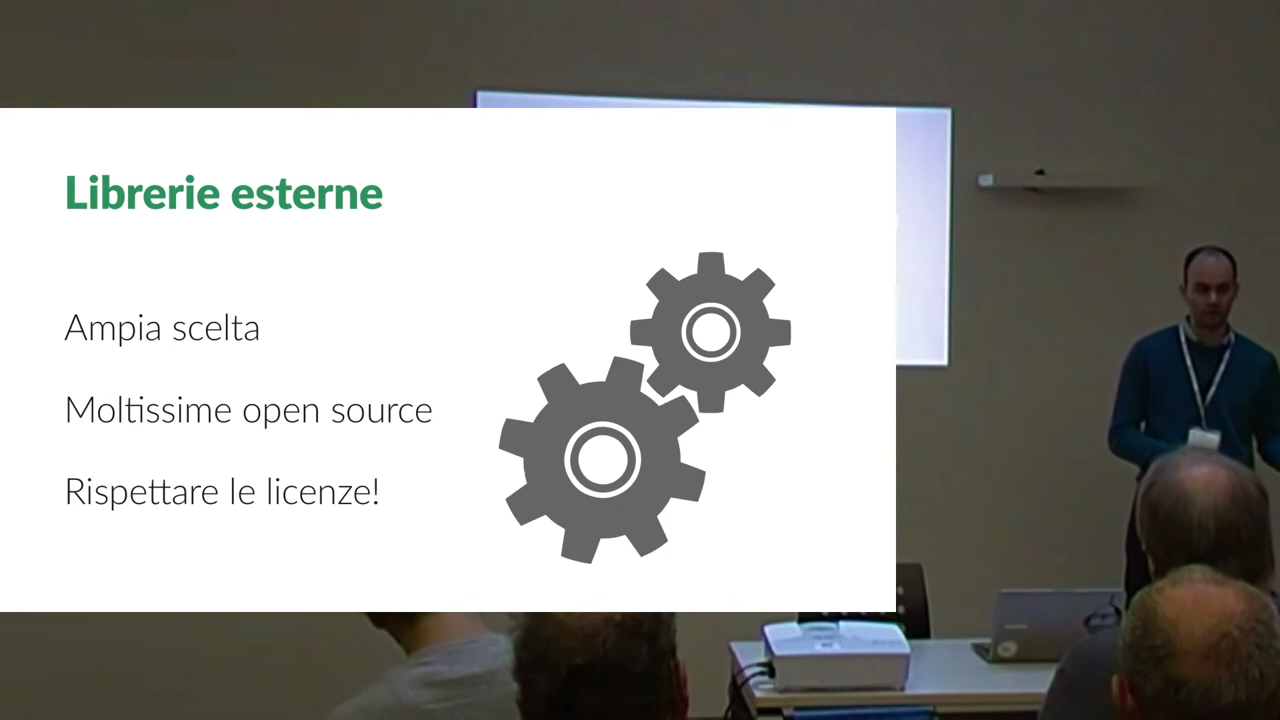 Librerie esterne
Ampia scelta
Moltissime open source
Rispettare le licenze!